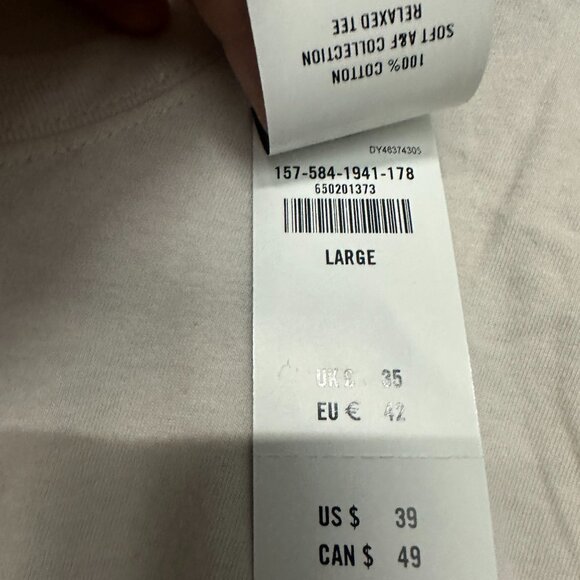 RELAXED TEE
SOFT A&F COLLECTION
100% COTTON
DY46374305
157-584-1941-178
650201373
LARGE
UK £ 35
EU € 42
US $ 39
CAN $ 49